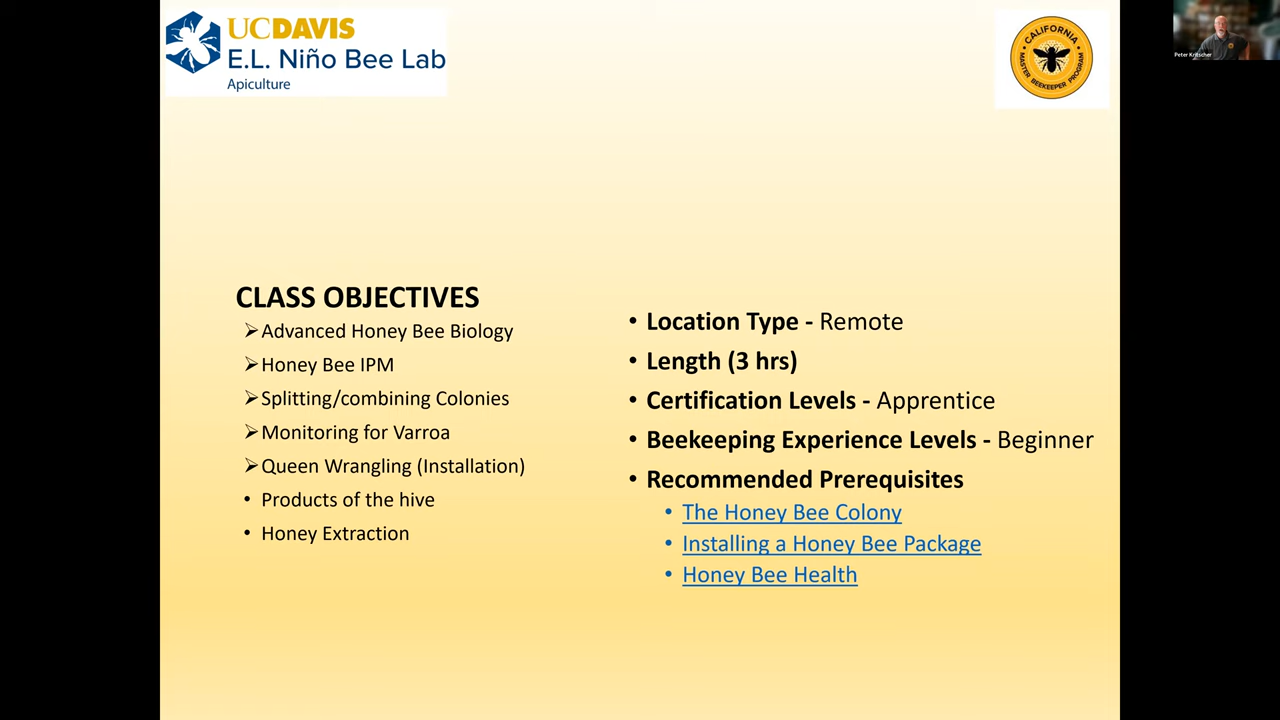 UCDAVIS
E.L. Niño Bee Lab
Apiculture
CALIFORNIA
MASTER BEEKEEPER PROGRAM
Peter Kritscher
CLASS OBJECTIVES
Advanced Honey Bee Biology
Honey Bee IPM
Splitting/combining Colonies
Monitoring for Varroa
Queen Wrangling (Installation)
• Products of the hive
• Honey Extraction
• Location Type - Remote
• Length (3 hrs)
• Certification Levels - Apprentice
• Beekeeping Experience Levels - Beginner
• Recommended Prerequisites
• The Honey Bee Colony
• Installing a Honey Bee Package
• Honey Bee Health